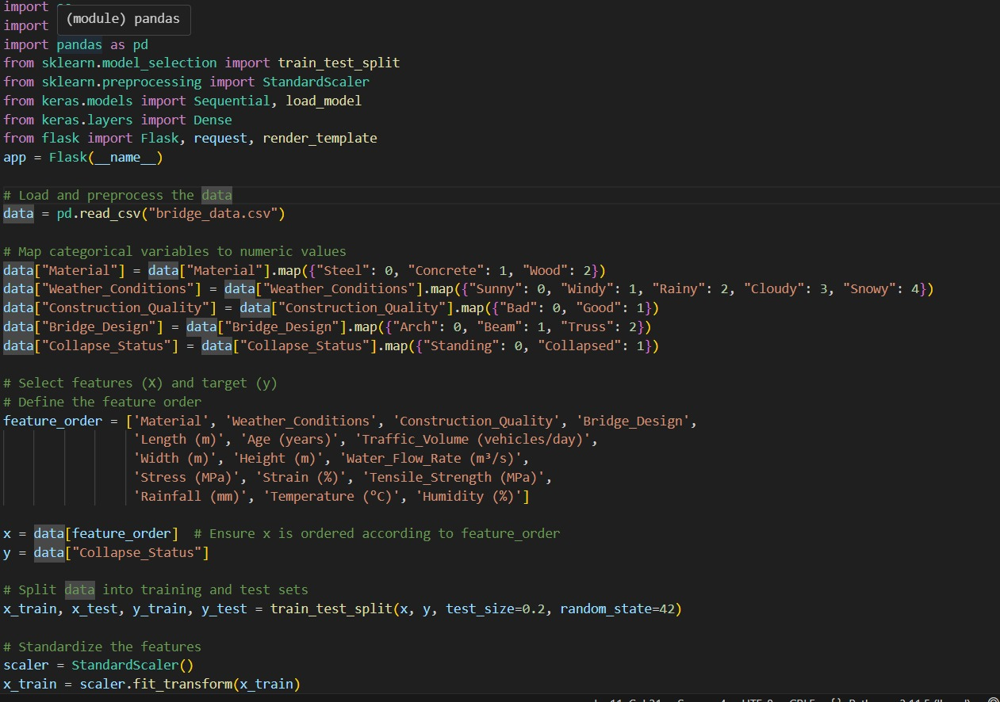 import
(module) pandas
import
import pandas as pd
from sklearn.model_selection import train_test_split
from sklearn.preprocessing import StandardScaler
from keras.models import Sequential, load_model
from keras.layers import Dense
from flask import Flask, request, render_template
app = Flask(__name__)
# Load and preprocess the data
data = pd.read_csv("bridge_data.csv")
# Map categorical variables to numeric values
data["Material"] = data["Material"].map({"Steel": 0, "Concrete": 1, "Wood": 2})
data["Weather_Conditions"] = data["Weather_Conditions"].map({"Sunny": 0, "Windy": 1, "Rainy": 2, "Cloudy": 3, "Snowy": 4})
data["Construction_Quality"] = data["Construction_Quality"].map({"Bad": 0, "Good": 1})
data["Bridge_Design"] = data["Bridge_Design"].map({"Arch": 0, "Beam": 1, "Truss": 2})
data["Collapse_Status"] = data["Collapse_Status"].map({"Standing": 0, "Collapsed": 1})
# Select features (X) and target (y)
# Define the feature order
feature_order = ['Material', 'Weather_Conditions', 'Construction_Quality', 'Bridge_Design',
'Length (m)', 'Age (years)', 'Traffic_Volume (vehicles/day)',
'Width (m)', 'Height (m)', 'Water_Flow_Rate (m³/s)',
'Stress (MPa)', 'Strain (%)', 'Tensile_Strength (MPa)',
'Rainfall (mm)', 'Temperature (°C)', 'Humidity (%)']
x = data[feature_order]  # Ensure x is ordered according to feature_order
y = data["Collapse_Status"]
# Split data into training and test sets
x_train, x_test, y_train, y_test = train_test_split(x, y, test_size=0.2, random_state=42)
# Standardize the features
scaler = StandardScaler()
x_train = scaler.fit_transform(x_train)